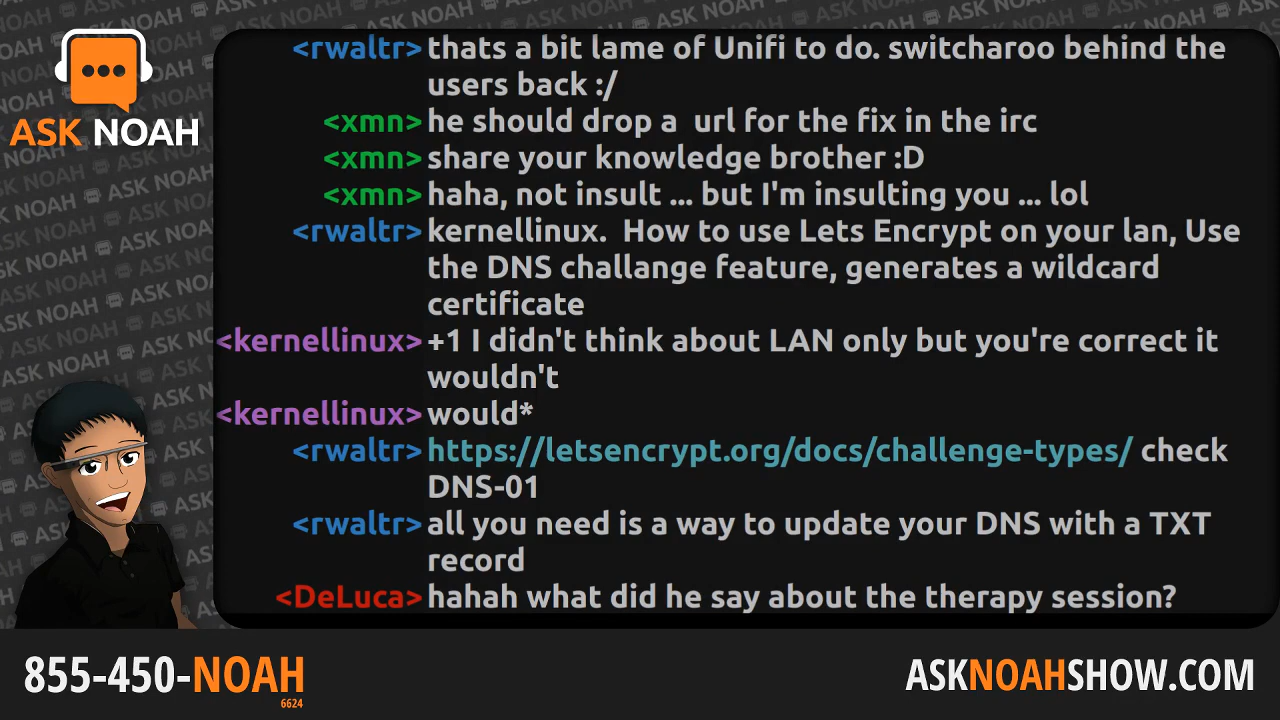 ASK NOAH
<rwaltr> thats a bit lame of Unifi to do. switcharoo behind the
users back :/
<xmn> he should drop a  url for the fix in the irc
<xmn> share your knowledge brother :D
<xmn> haha, not insult ... but I'm insulting you ... lol
<rwaltr> kernellinux.  How to use Lets Encrypt on your lan, Use
the DNS challange feature, generates a wildcard
certificate
<kernellinux> +1 I didn't think about LAN only but you're correct it
wouldn't
<kernellinux> would*
<rwaltr> https://letsencrypt.org/docs/challenge-types/ check
DNS-01
<rwaltr> all you need is a way to update your DNS with a TXT
record
<DeLuca> hahah what did he say about the therapy session?
855-450-NOAH
6624
ASKNOAHSHOW.COM